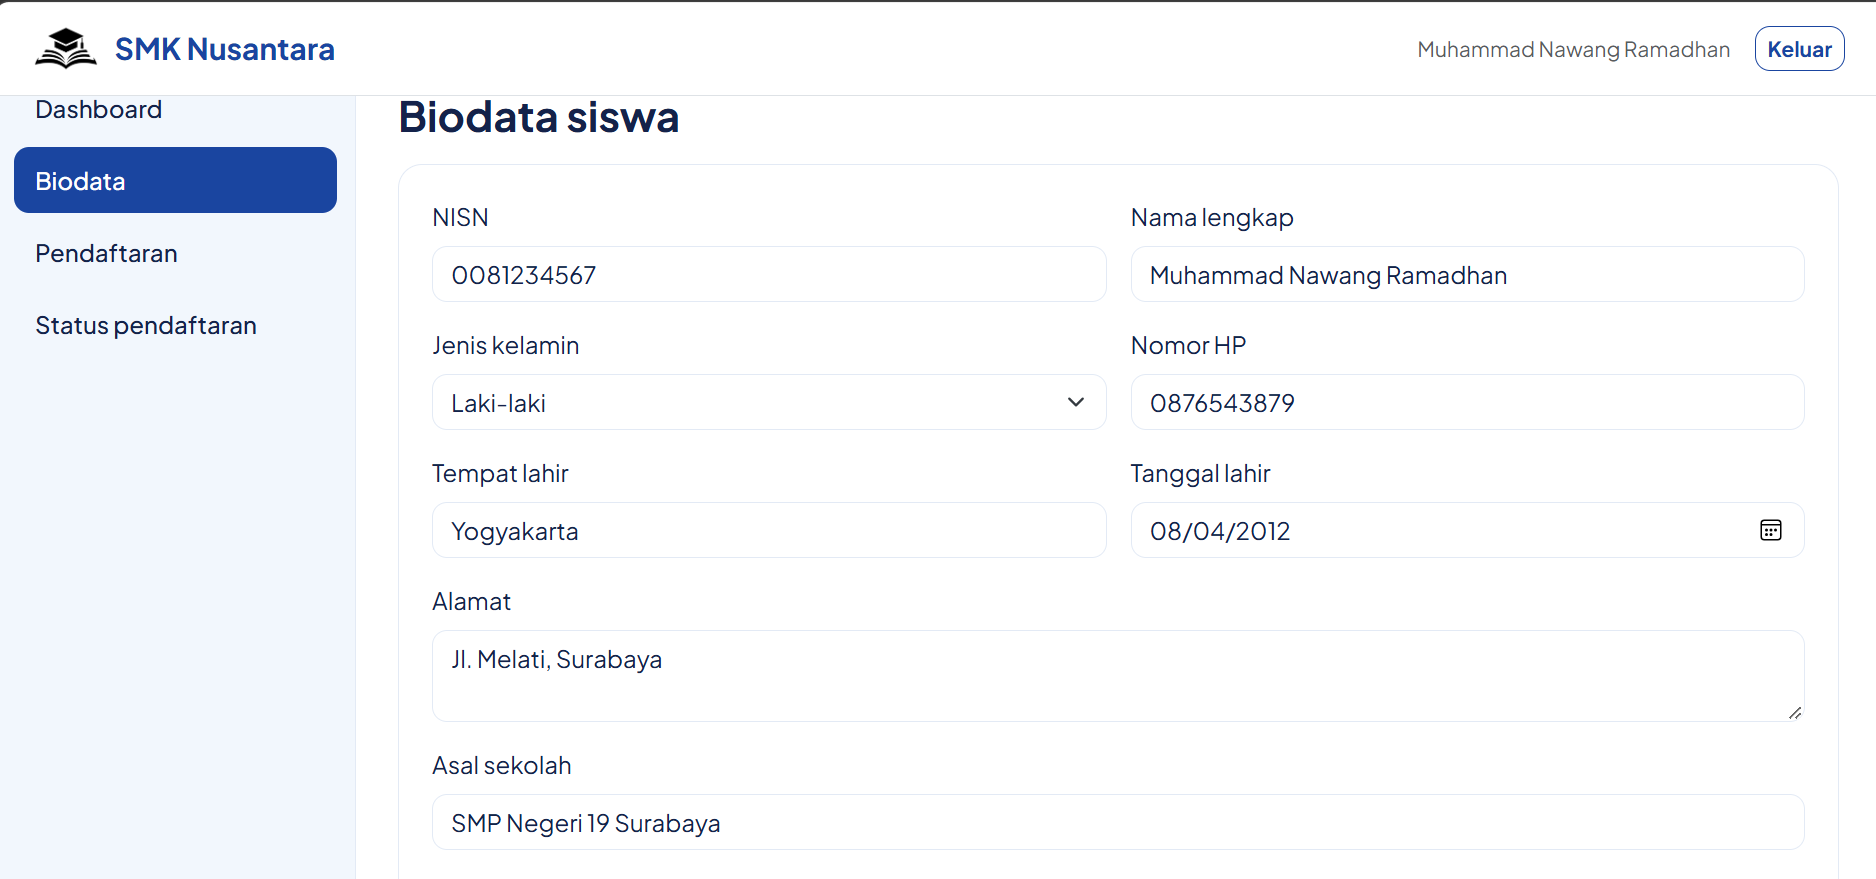 SMK Nusantara
Muhammad Nawang Ramadhan
Keluar
Dashboard
Biodata
Pendaftaran
Status pendaftaran
Biodata siswa
NISN
0081234567
Nama lengkap
Muhammad Nawang Ramadhan
Jenis kelamin
Laki-laki
Nomor HP
0876543879
Tempat lahir
Yogyakarta
Tanggal lahir
08/04/2012
Alamat
Jl. Melati, Surabaya
Asal sekolah
SMP Negeri 19 Surabaya